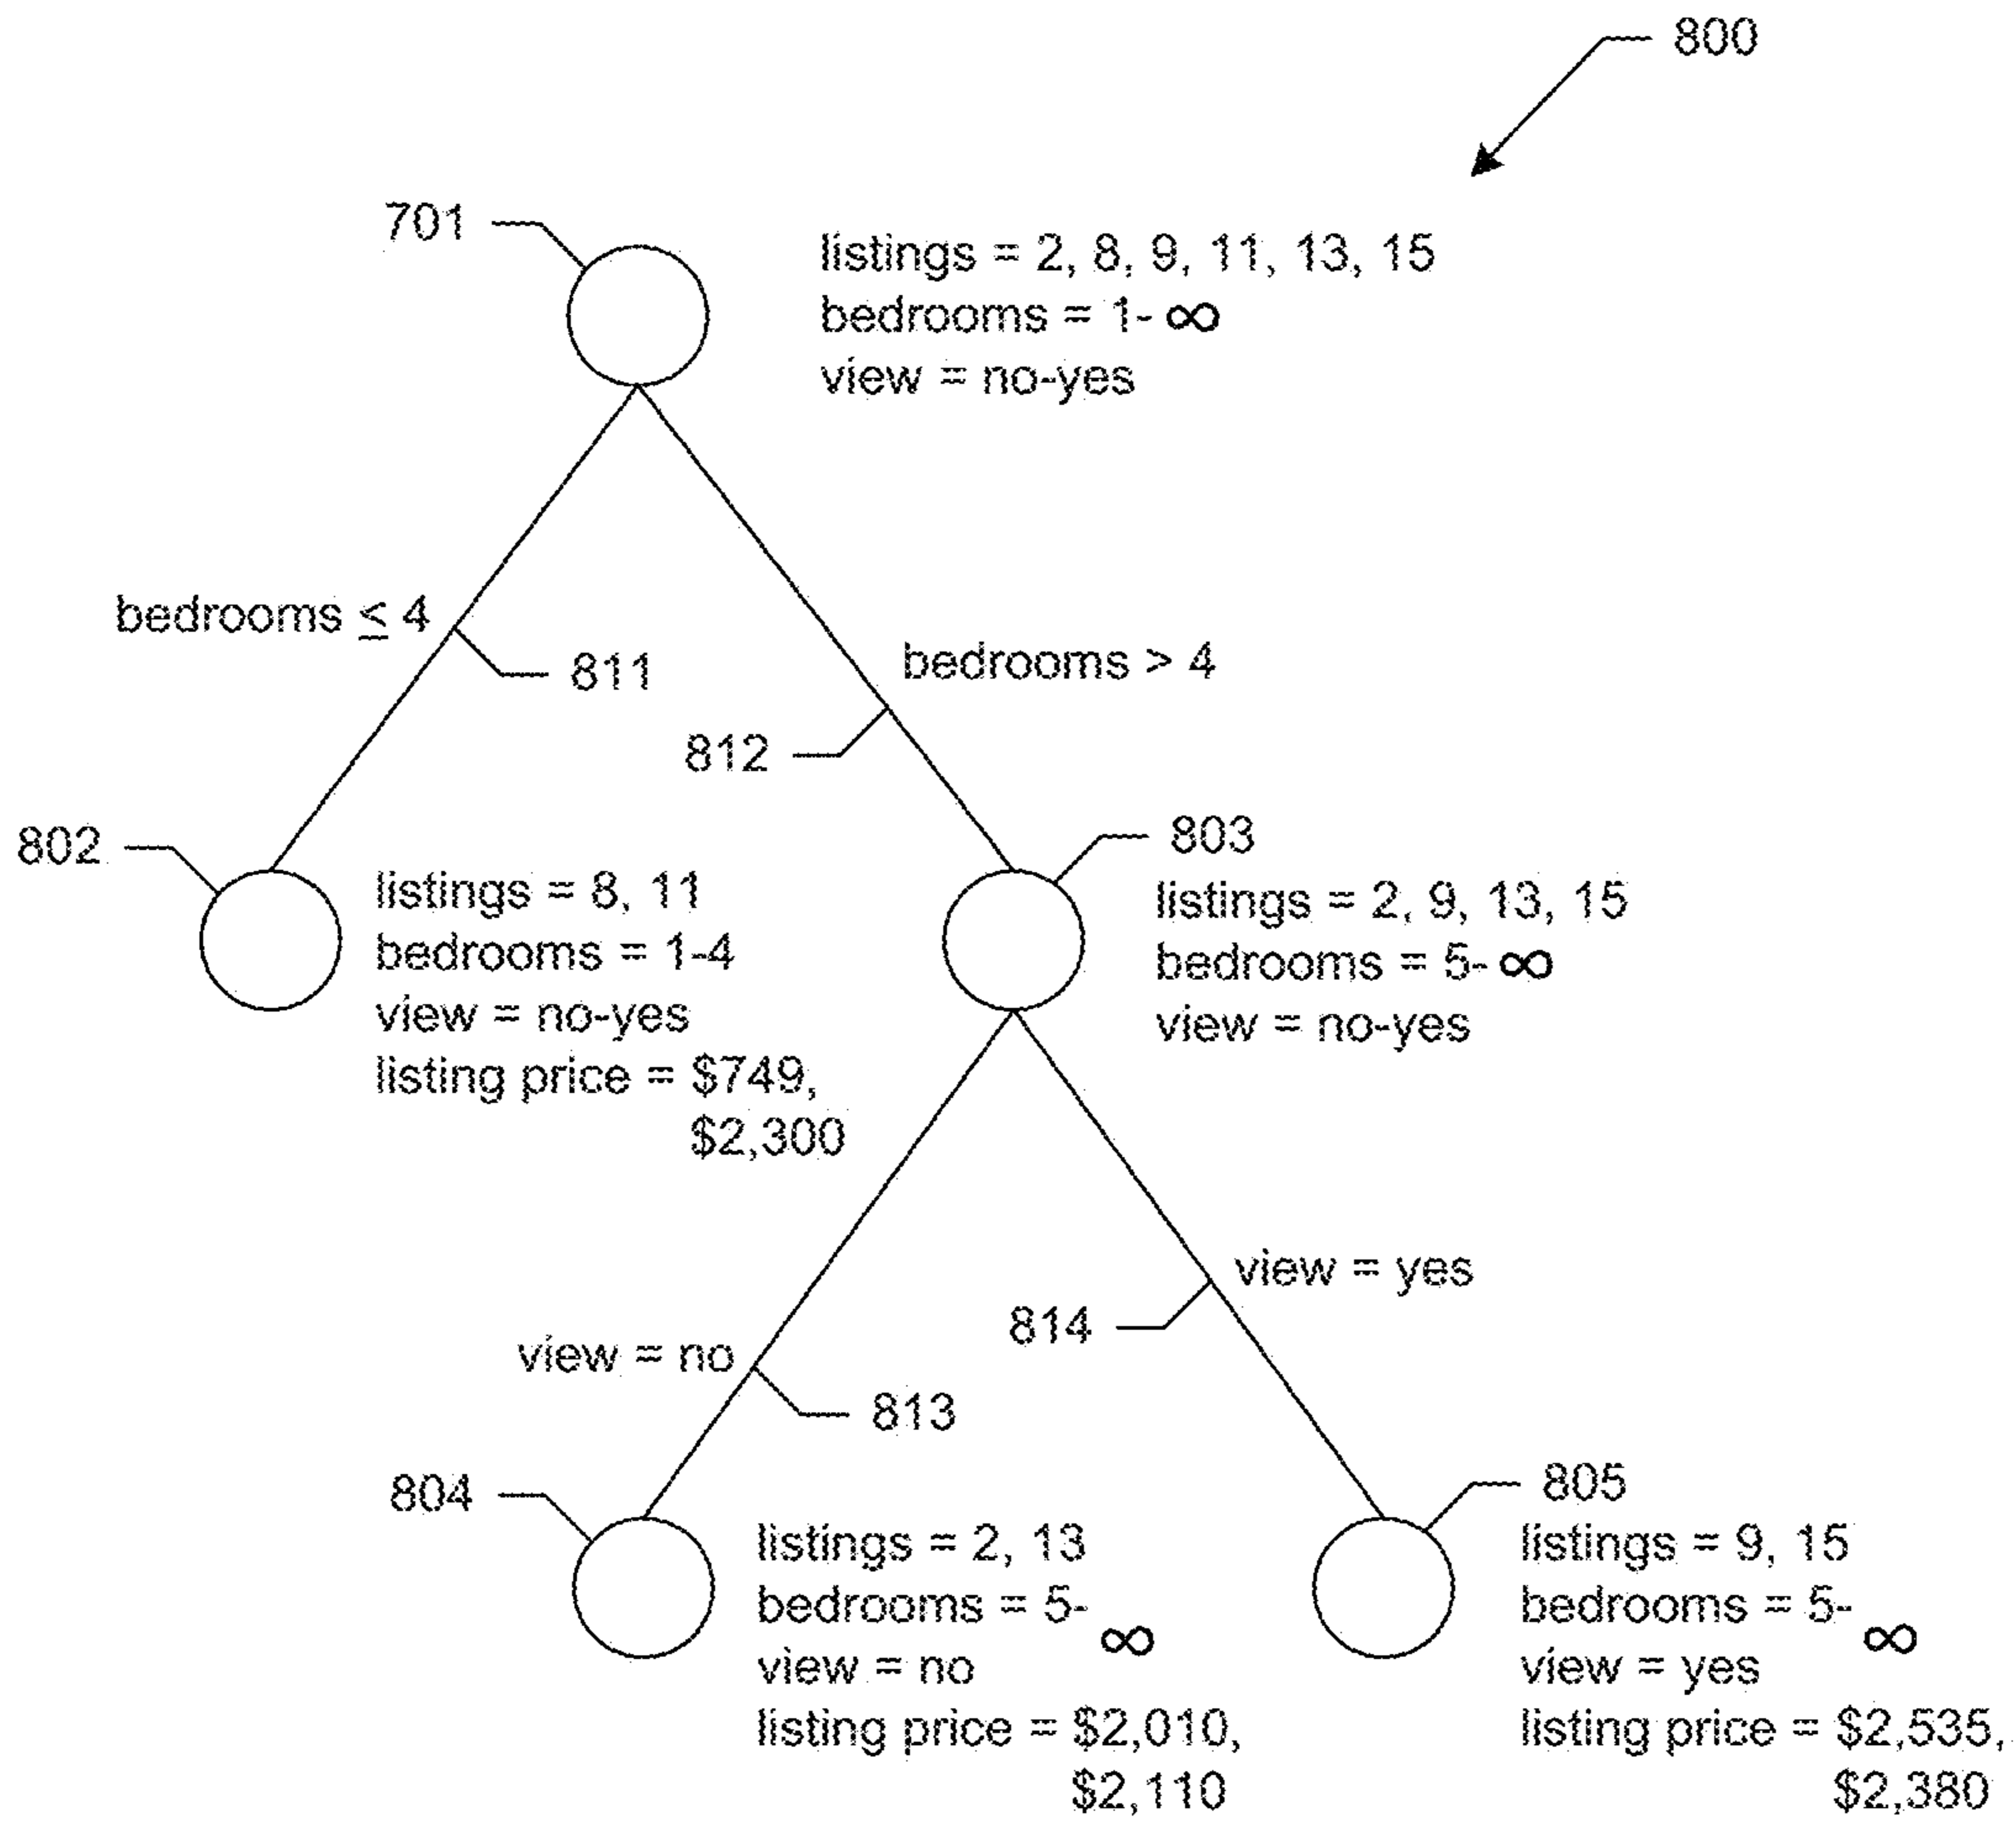 800
701
listings = 2, 8, 9, 11, 13, 15
bedrooms = 1- ∞
view = no-yes
bedrooms ≤ 4
811
bedrooms > 4
812
802
listings = 8, 11
bedrooms = 1-4
view = no-yes
listing price = $749,
$2,300
803
listings = 2, 9, 13, 15
bedrooms = 5- ∞
view = no-yes
view = yes
814
view = no
813
804
listings = 2, 13
bedrooms = 5- ∞
view = no
listing price = $2,010,
$2,110
805
listings = 9, 15
bedrooms = 5- ∞
view = yes
listing price = $2,535,
$2,380